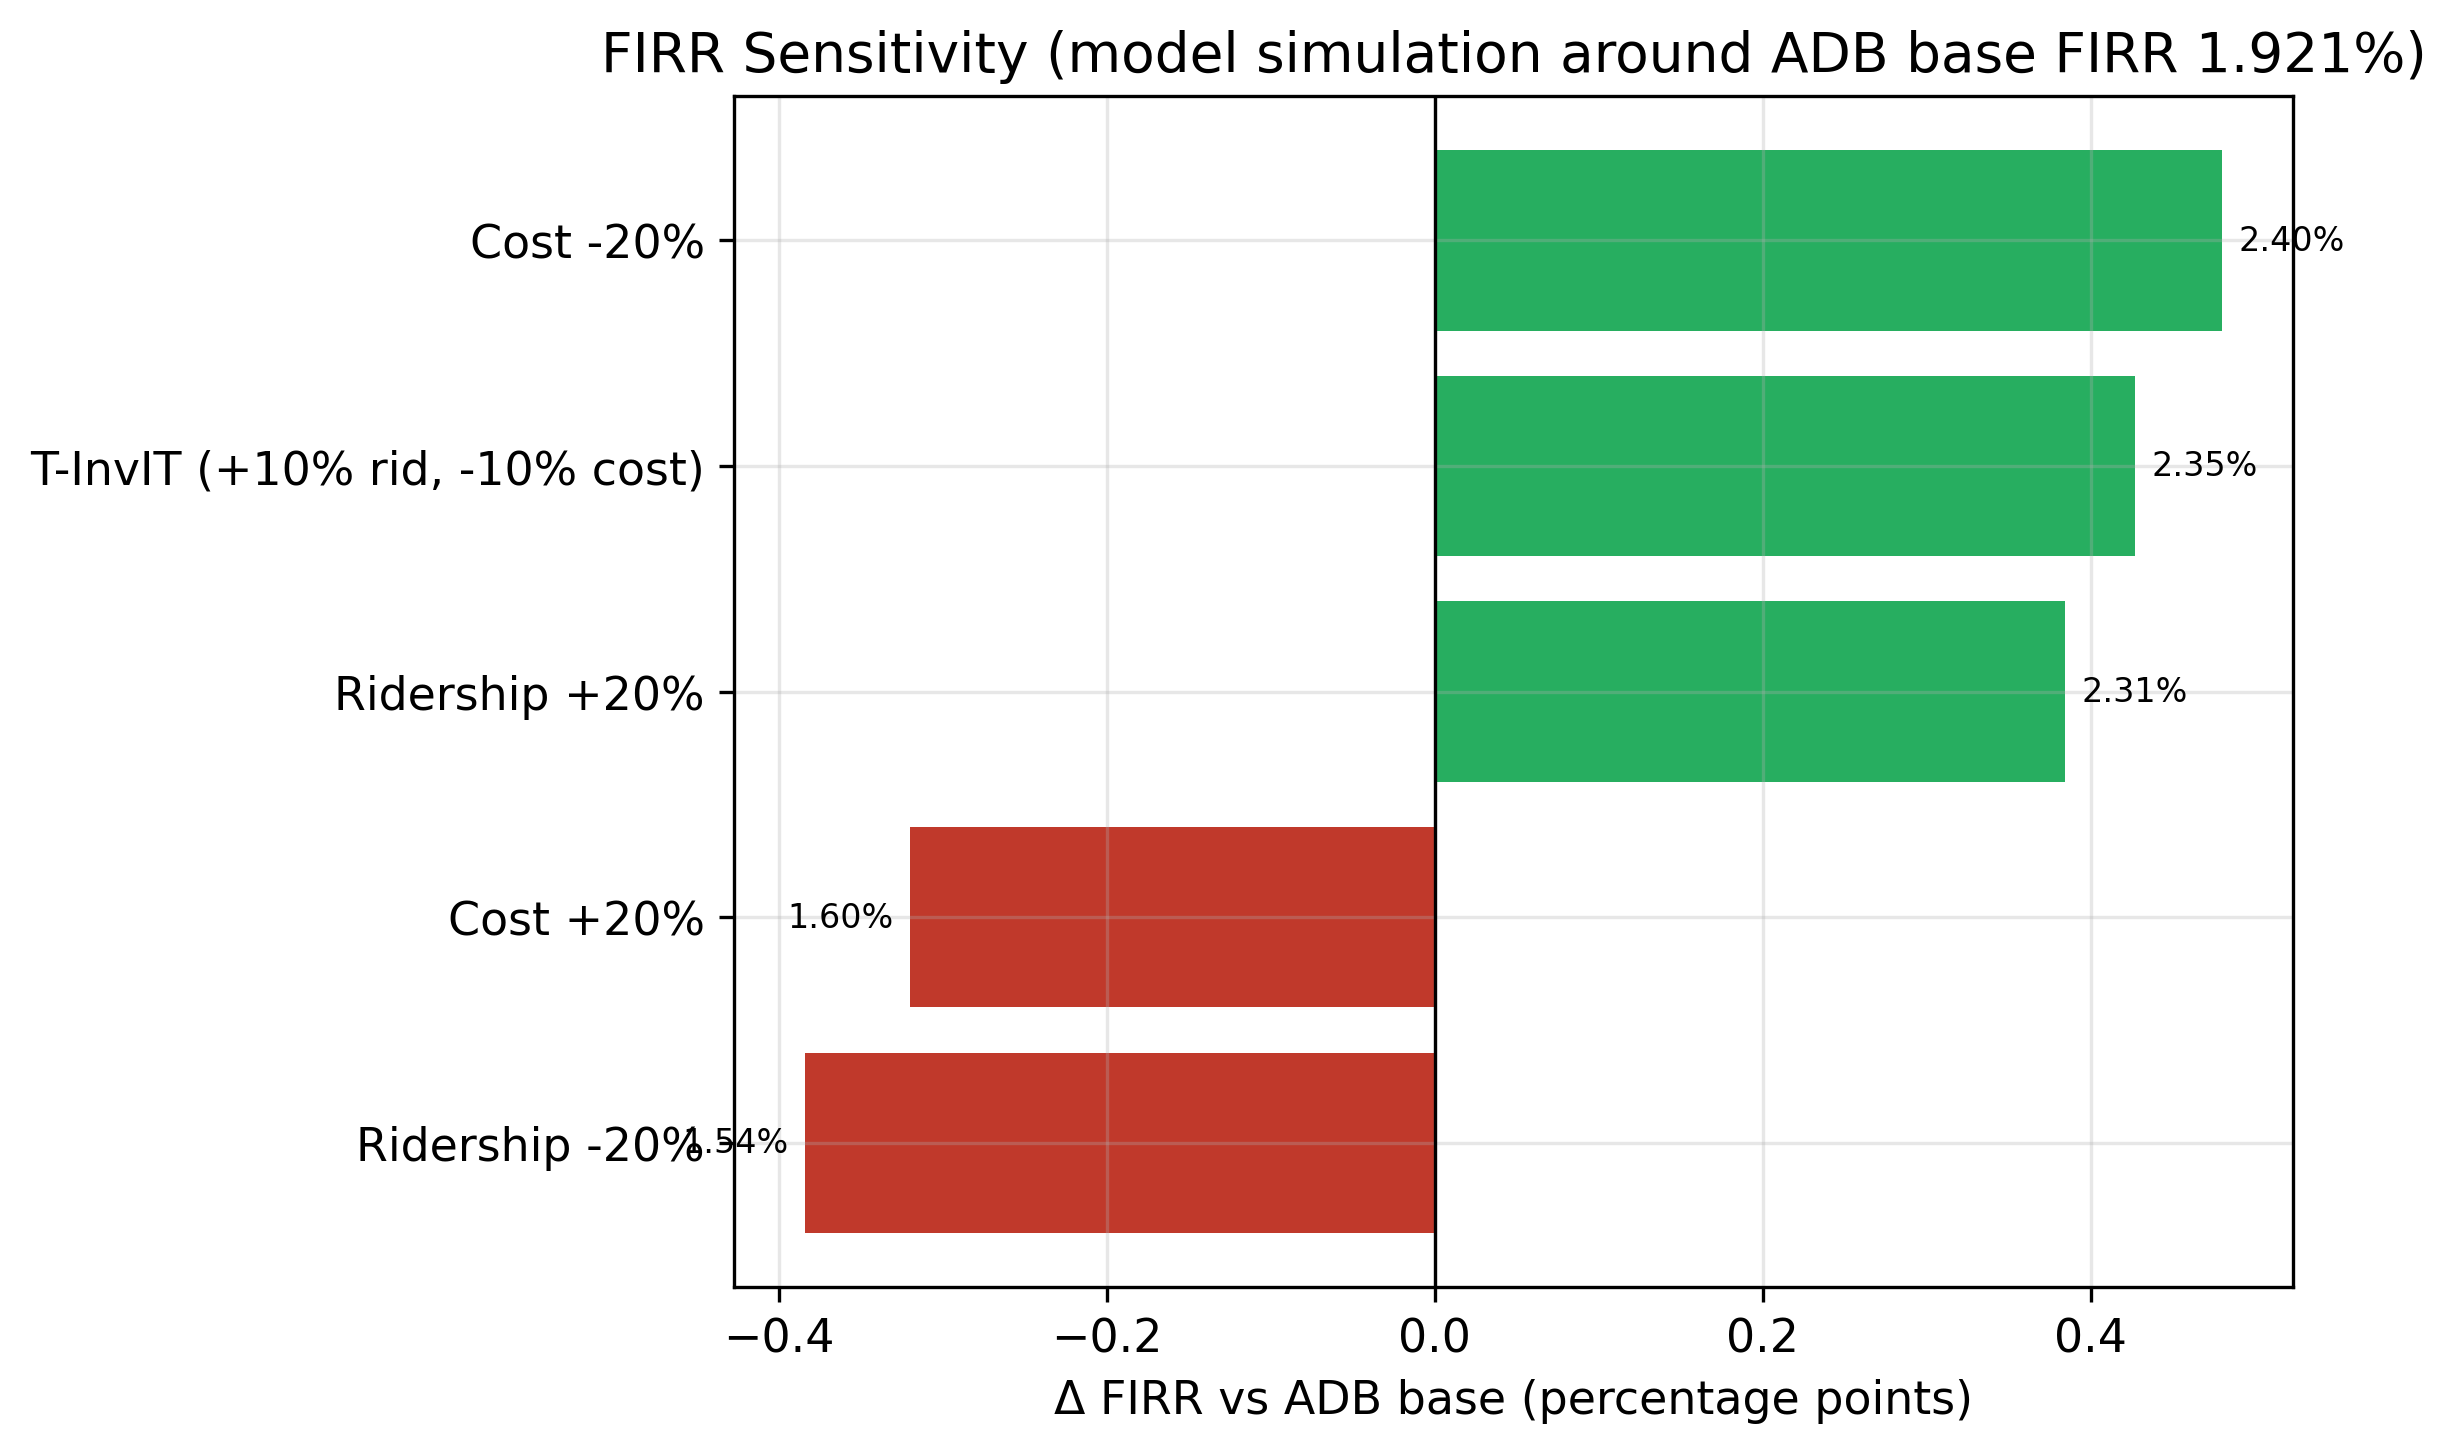 FIRR Sensitivity (model simulation around ADB base FIRR 1.921%)
Cost -20%
2.40%
T-InvIT (+10% rid, -10% cost)
2.35%
Ridership +20%
2.31%
Cost +20%
1.60%
Ridership -20%
1.54%
−0.4
−0.2
0.0
0.2
0.4
Δ FIRR vs ADB base (percentage points)